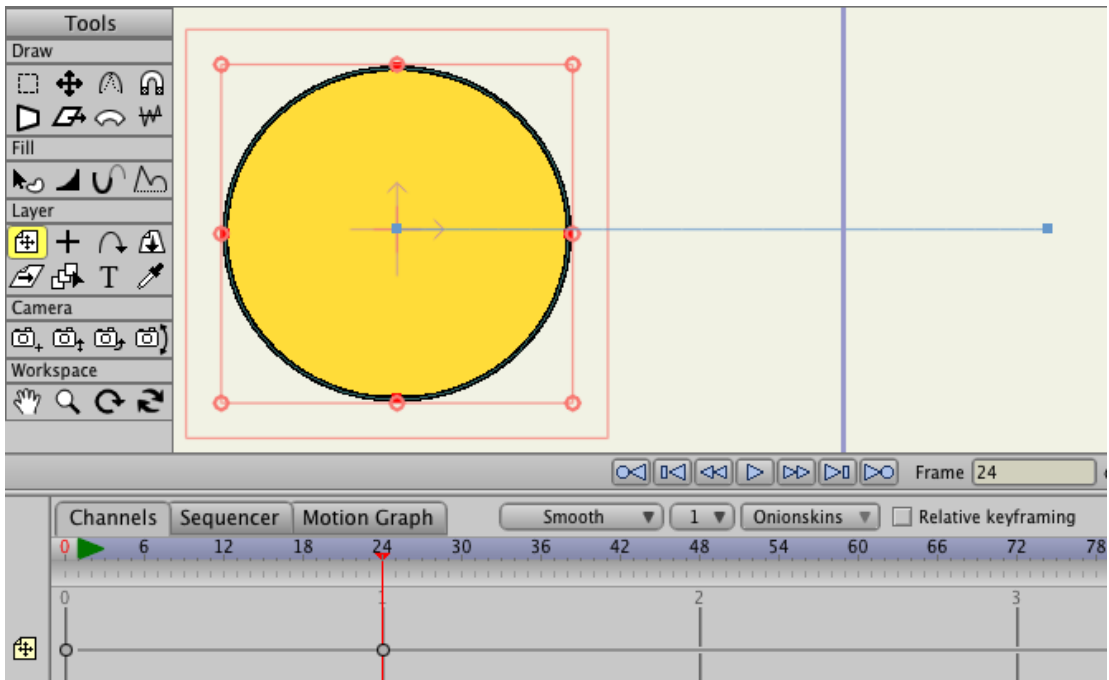 Tools
Draw
Fill
Layer
T
Camera
Workspace
Frame 24
Channels Sequencer Motion Graph Smooth 1 Onionskins Relative keyframing
0 6 12 18 24 30 36 42 48 54 60 66 72 78
0 1 2 3